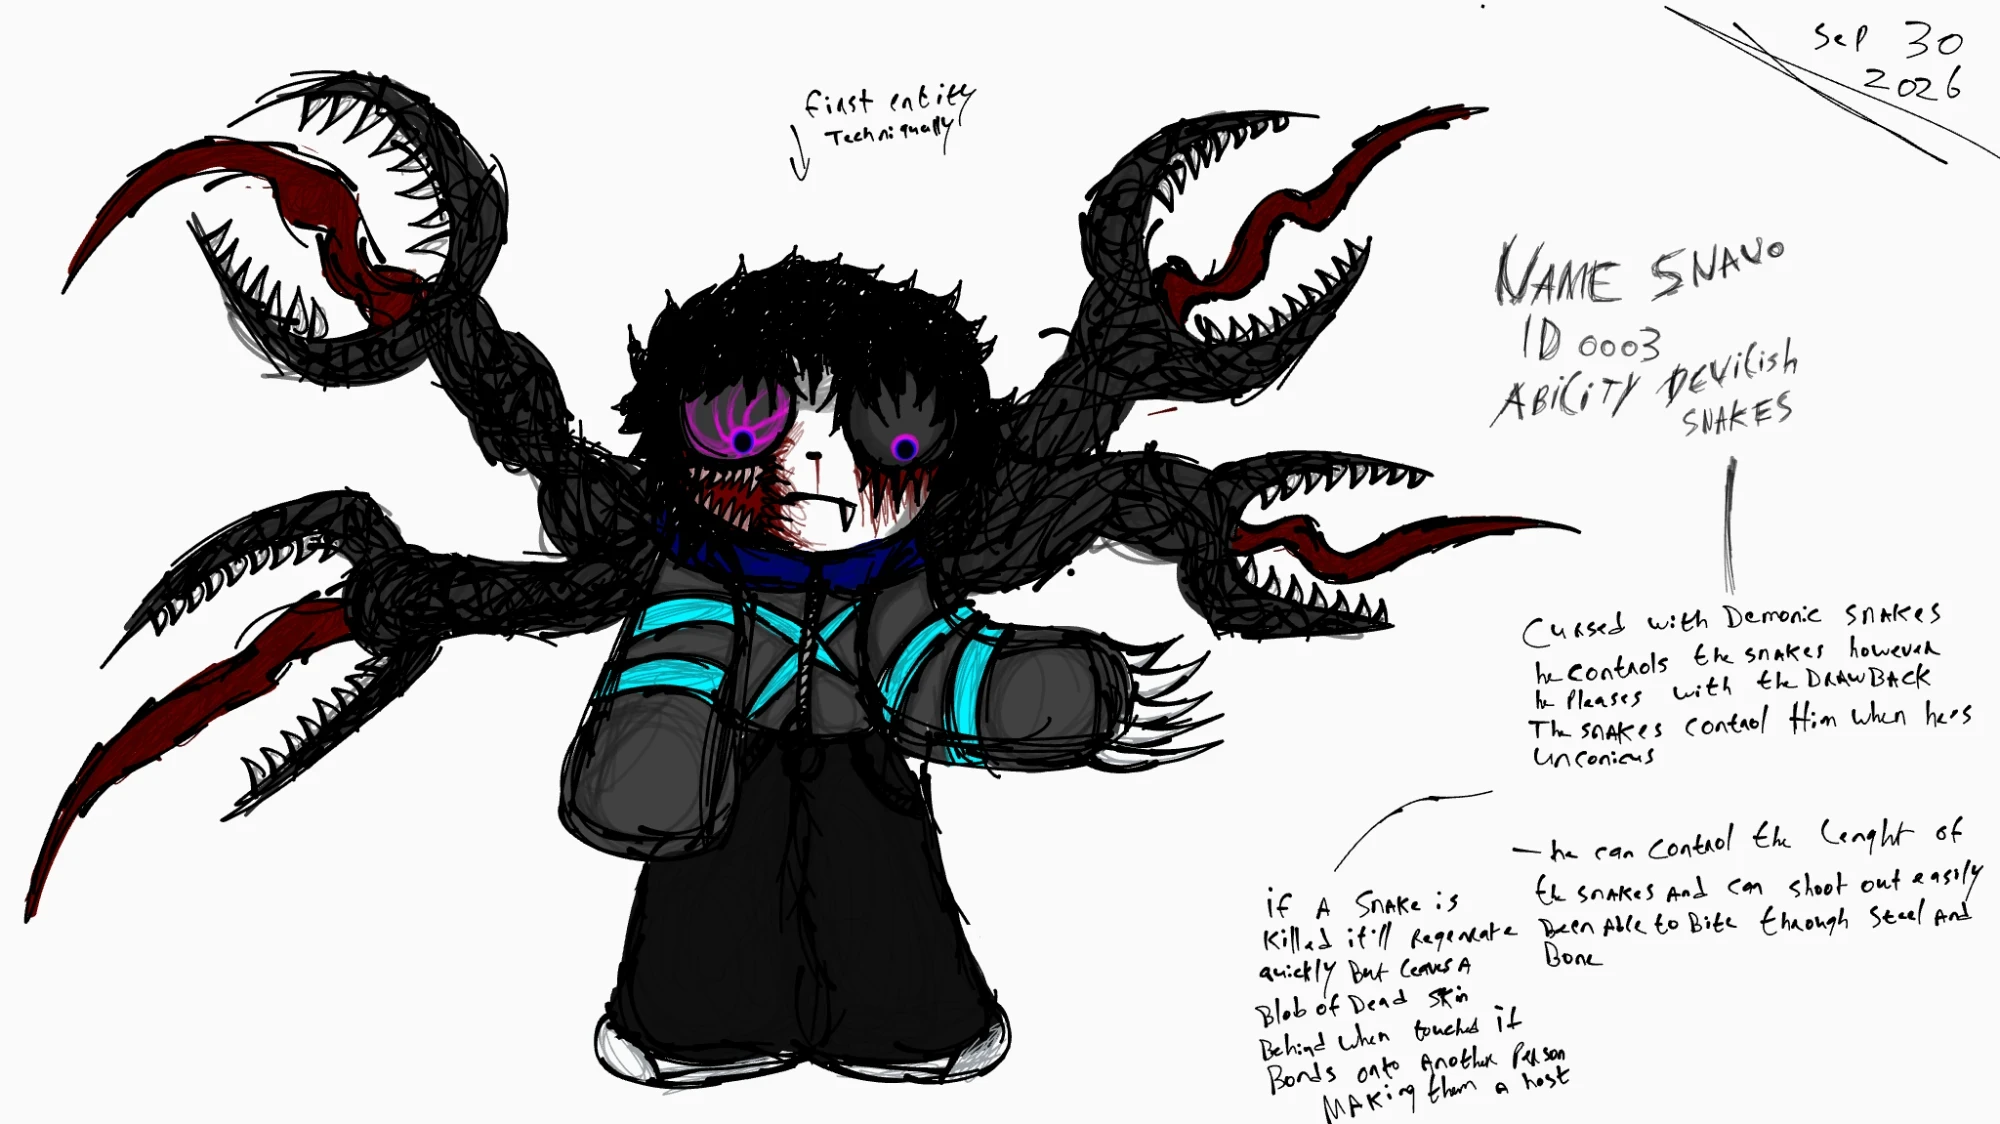 Sep 30
2026
first entity
Techniqually
NAME SNAVO
ID 0003
ABILITY DEVILISH
SNAKES
Cursed with Demonic snakes
he controls the snakes however
he Pleases with the DRAWBACK
The snakes control Him when he's
unconicus
- he can control the lenght of
the snakes and can shoot out easily
Been Able to Bite through Steel And
Bone
if A Snake is
killed it'll regenerate
quickly But leaves A
Blob of Dead skin
Behind when touched it
Bonds onto Another Person
MAKing them a host